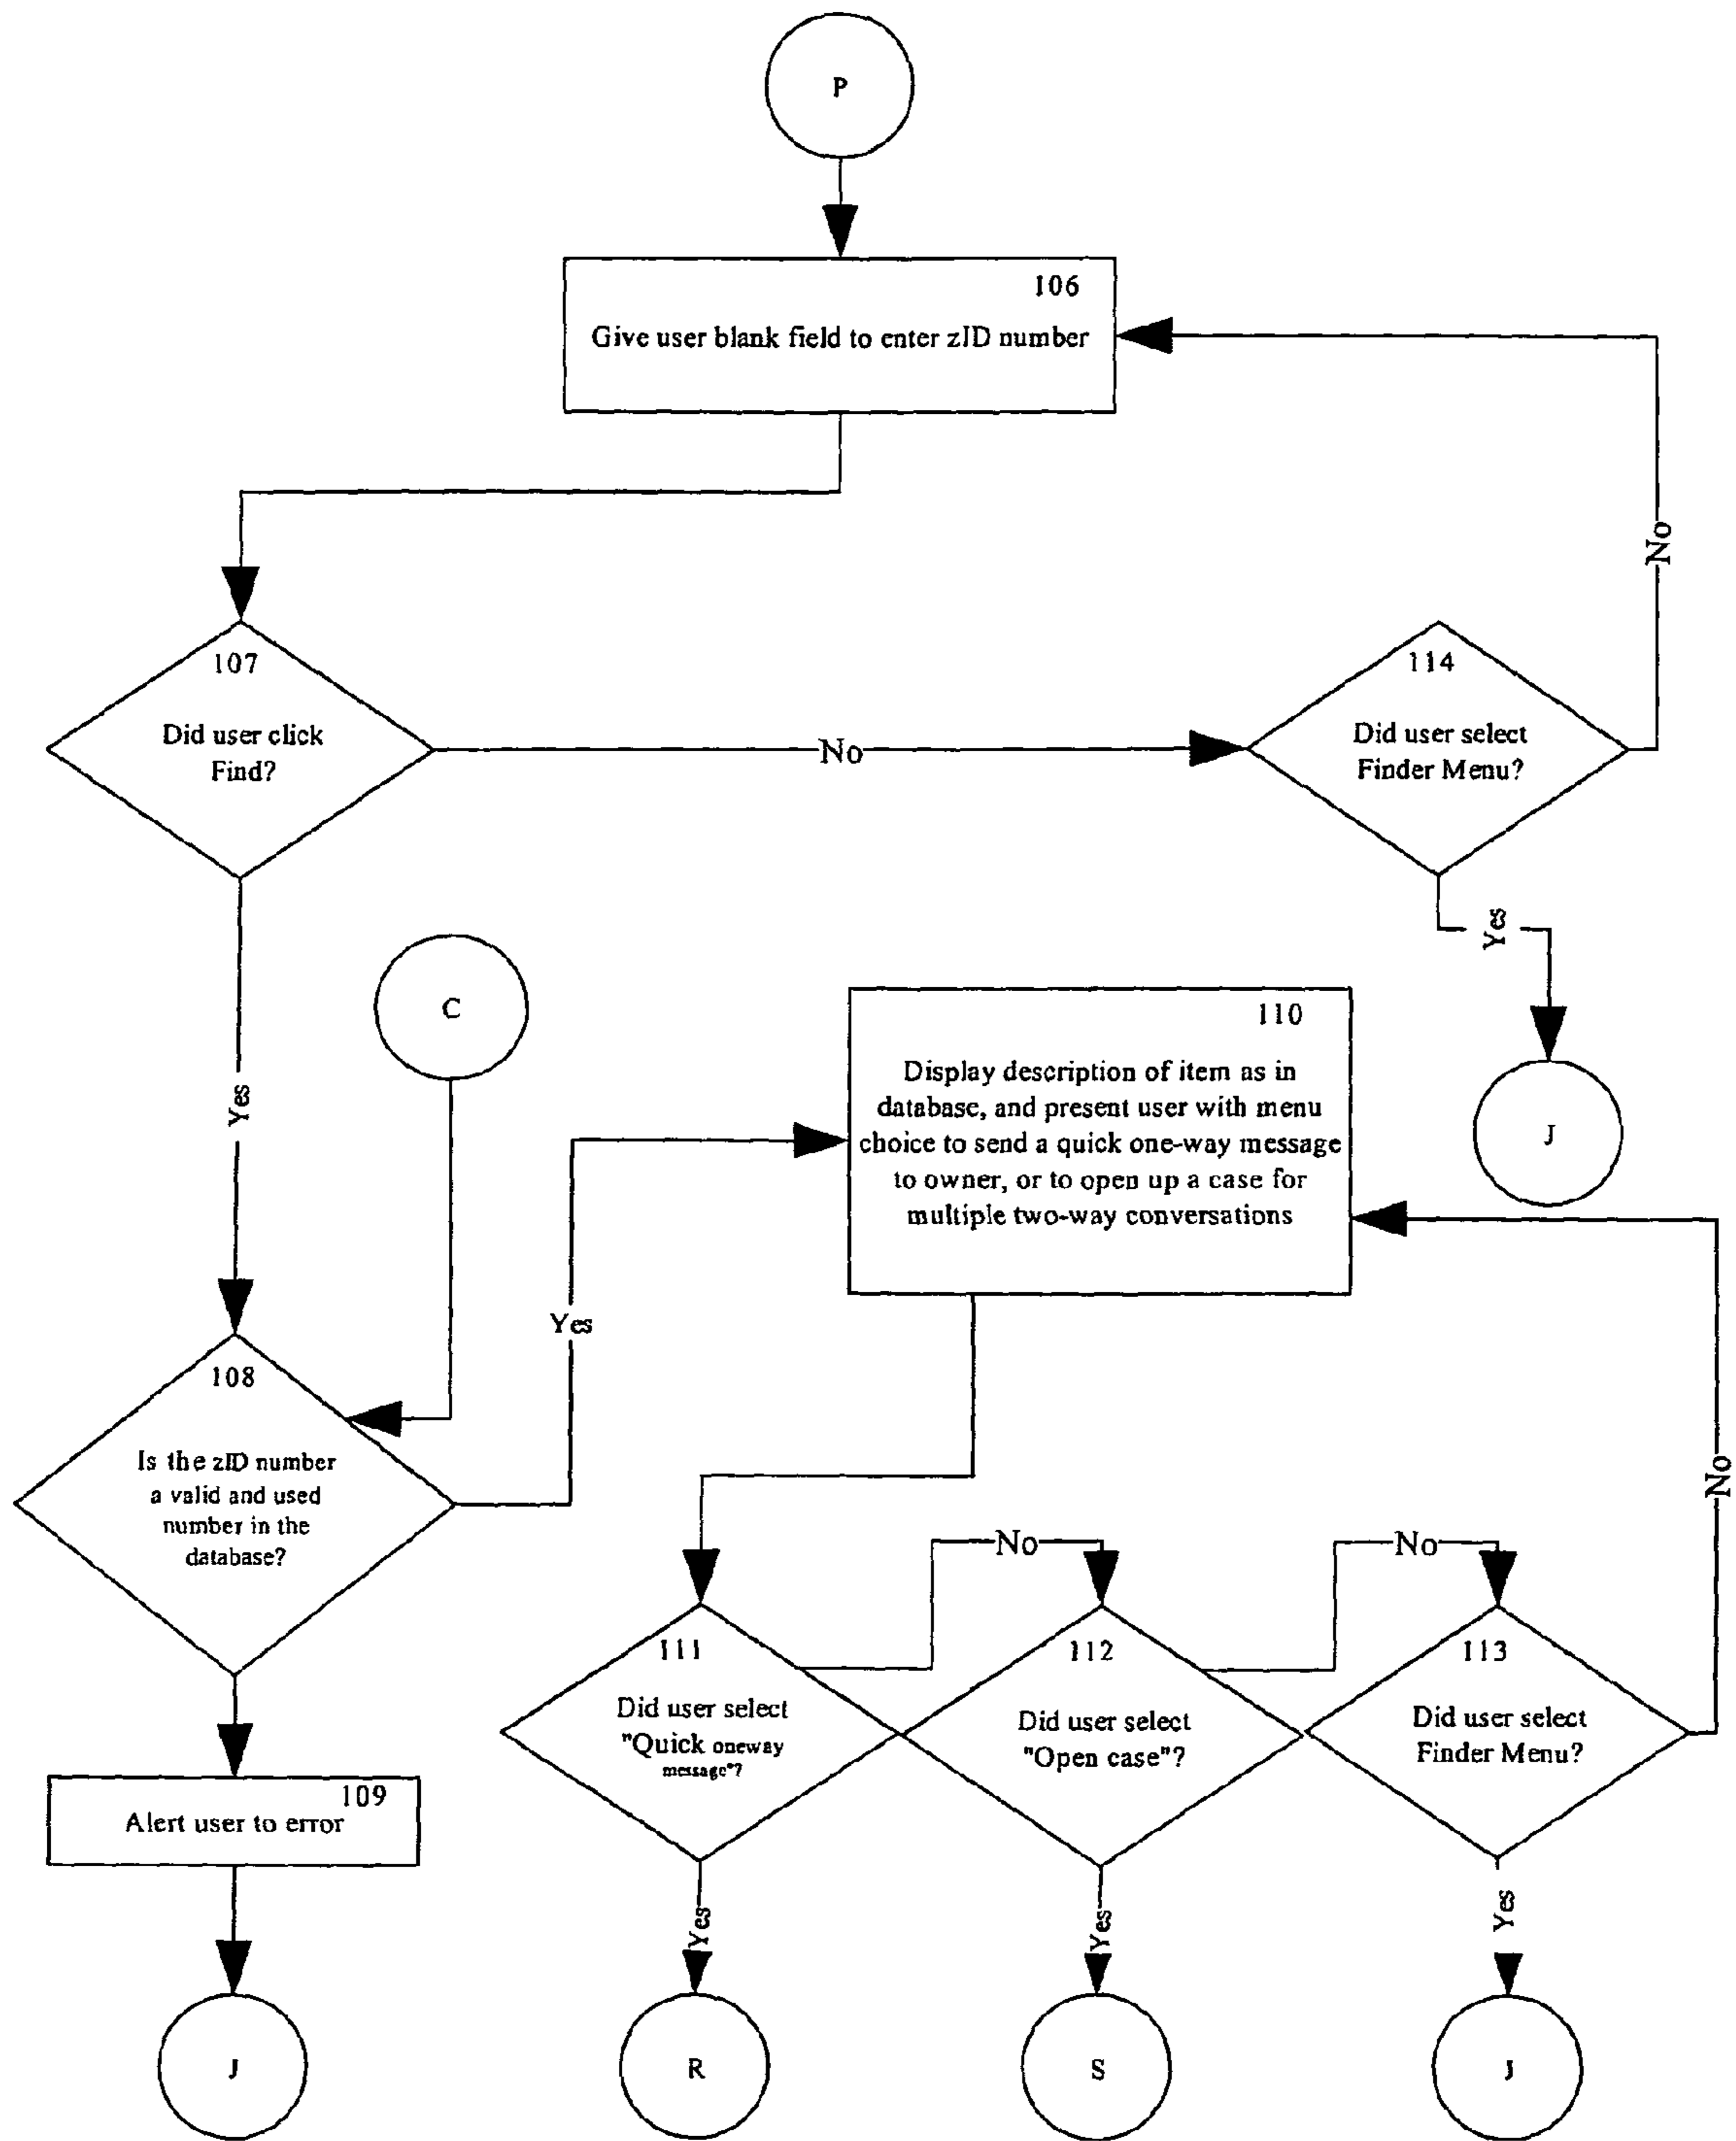 P
106
Give user blank field to enter zID number
No
107
Did user click
Find?
No
114
Did user select
Finder Menu?
Yes
Yes
C
110
Display description of item as in
database, and present user with menu
choice to send a quick one-way message
to owner, or to open up a case for
multiple two-way conversations
J
Yes
108
Is the zID number
a valid and used
number in the
database?
No
No
No
111
Did user select
"Quick oneway
message"?
112
Did user select
"Open case"?
113
Did user select
Finder Menu?
109
Alert user to error
Yes
Yes
Yes
J
R
S
J